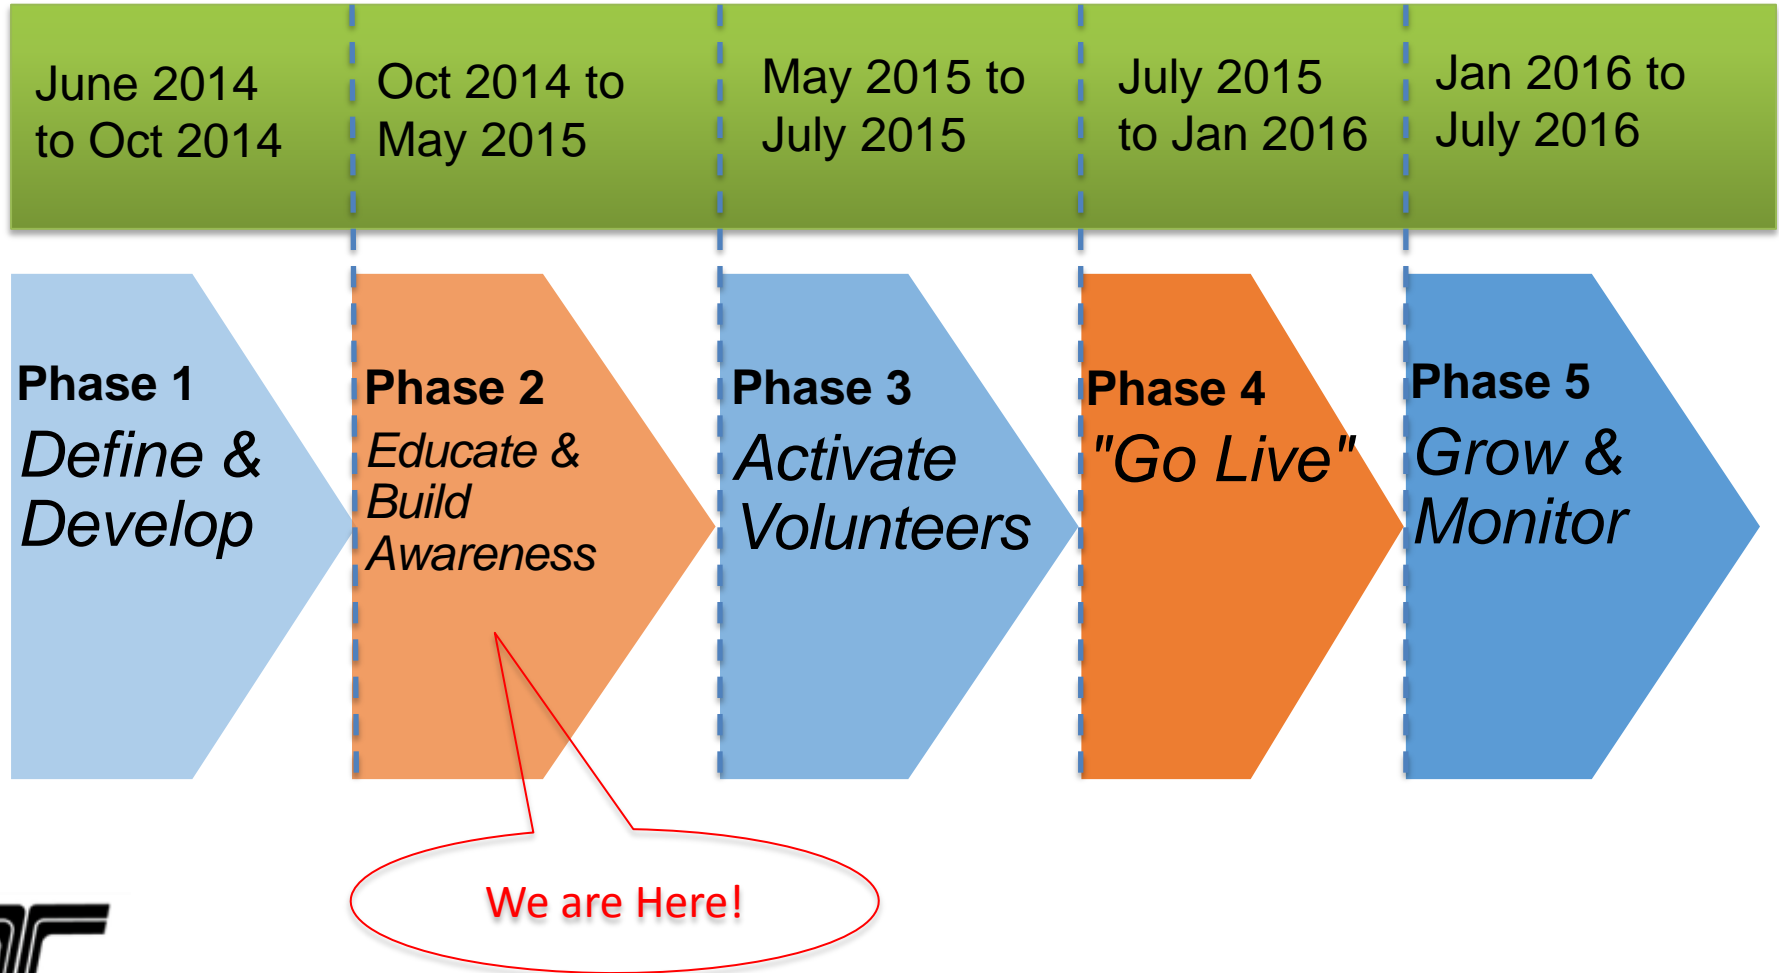 June 2014
to Oct 2014
Oct 2014 to
May 2015
May 2015 to
July 2015
July 2015
to Jan 2016
Jan 2016 to
July 2016
Phase 1
Define &
Develop
Phase 2
Educate &
Build
Awareness
Phase 3
Activate
Volunteers
Phase 4
"Go Live"
Phase 5
Grow &
Monitor
We are Here!